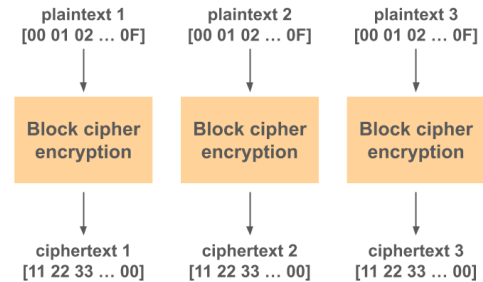 plaintext 1
[00 01 02 … 0F]
plaintext 2
[00 01 02 … 0F]
plaintext 3
[00 01 02 … 0F]
Block cipher
encryption
Block cipher
encryption
Block cipher
encryption
ciphertext 1
[11 22 33 … 00]
ciphertext 2
[11 22 33 … 00]
ciphertext 3
[11 22 33 … 00]